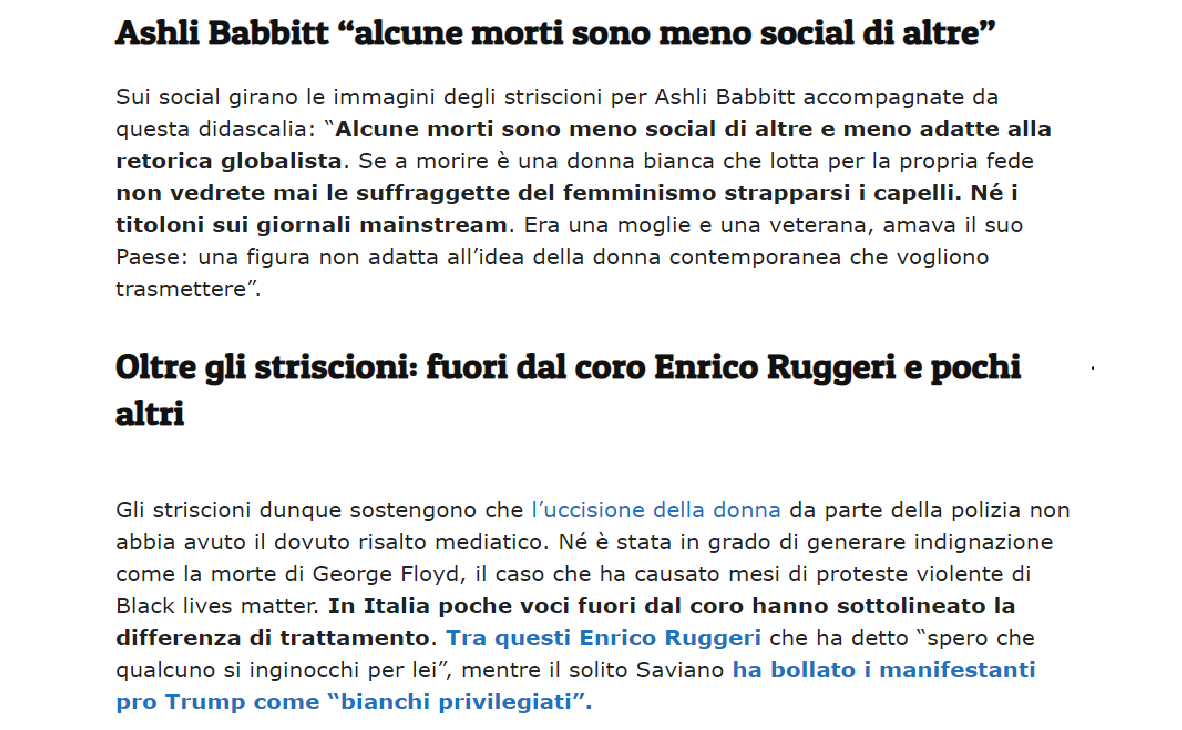 Ashli Babbitt “alcune morti sono meno social di altre”
Sui social girano le immagini degli striscioni per Ashli Babbitt accompagnate da
questa didascalia: “Alcune morti sono meno social di altre e meno adatte alla
retorica globalista. Se a morire è una donna bianca che lotta per la propria fede
non vedrete mai le suffraggette del femminismo strapparsi i capelli. Né i
titoloni sui giornali mainstream. Era una moglie e una veterana, amava il suo
Paese: una figura non adatta all’idea della donna contemporanea che vogliono
trasmettere”.
Oltre gli striscioni: fuori dal coro Enrico Ruggeri e pochi
altri
Gli striscioni dunque sostengono che l’uccisione della donna da parte della polizia non
abbia avuto il dovuto risalto mediatico. Né è stata in grado di generare indignazione
come la morte di George Floyd, il caso che ha causato mesi di proteste violente di
Black lives matter. In Italia poche voci fuori dal coro hanno sottolineato la
differenza di trattamento. Tra questi Enrico Ruggeri che ha detto “spero che
qualcuno si inginocchi per lei”, mentre il solito Saviano ha bollato i manifestanti
pro Trump come “bianchi privilegiati”.